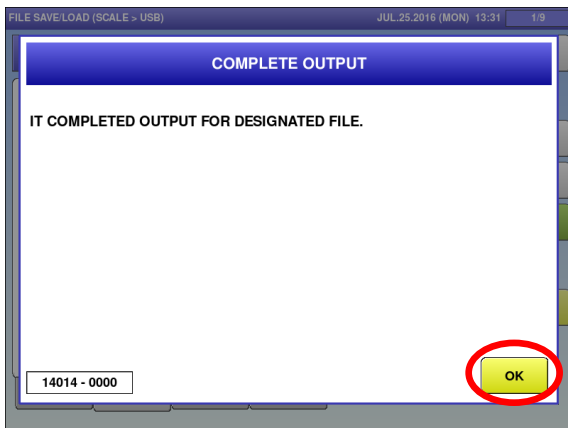 FILE SAVE/LOAD (SCALE > USB) JUL.25.2016 (MON) 13:31 1/9
COMPLETE OUTPUT
IT COMPLETED OUTPUT FOR DESIGNATED FILE.
14014 - 0000
OK